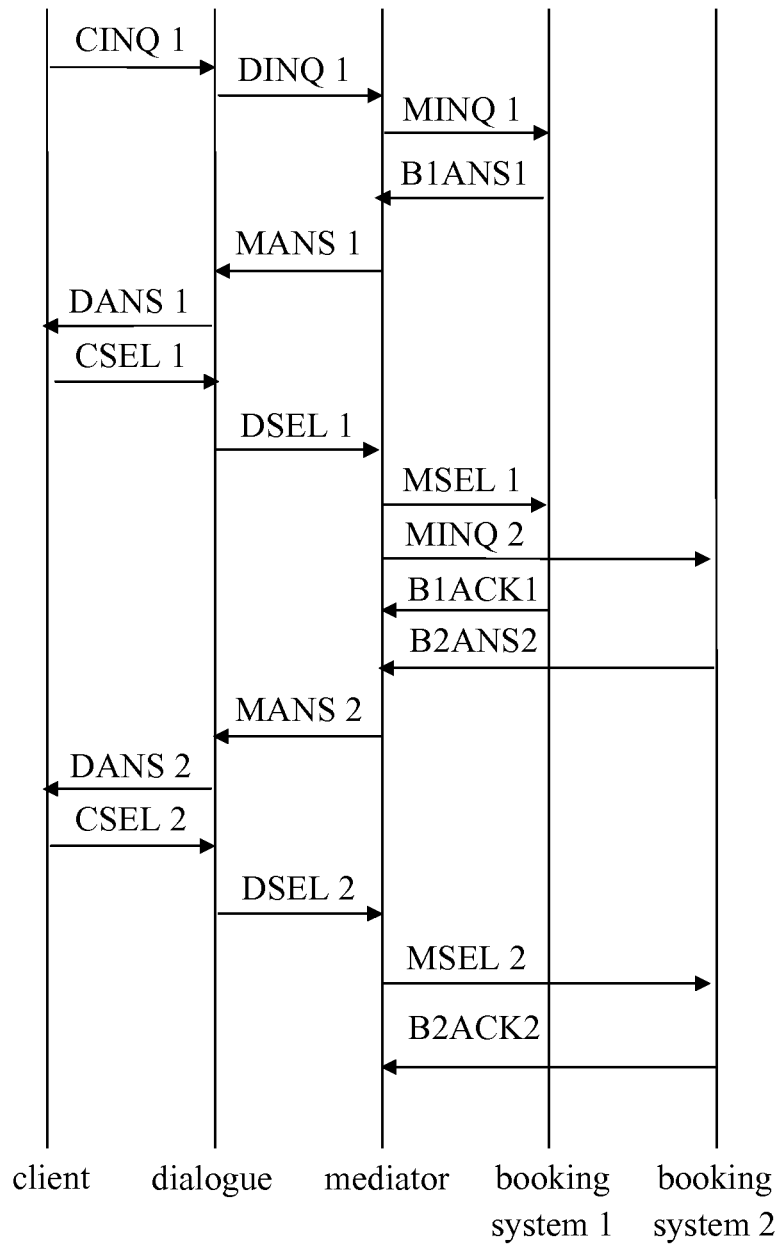 CINQ 1
DINQ 1
MINQ 1
B1ANS1
MANS 1
DANS 1
CSEL 1
DSEL 1
MSEL 1
MINQ 2
B1ACK1
B2ANS2
MANS 2
DANS 2
CSEL 2
DSEL 2
MSEL 2
B2ACK2
client dialogue mediator booking booking
system 1 system 2